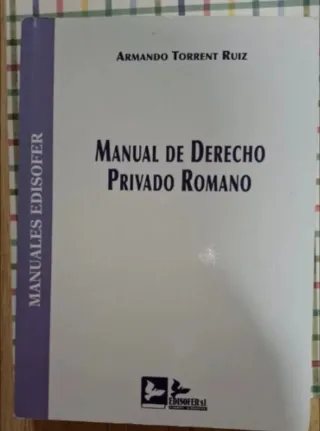 ARMANDO TORRENT RUIZ
MANUAL DE DERECHO
PRIVADO ROMANO
MANUALES EDISOFER
EDISOFER s.l.